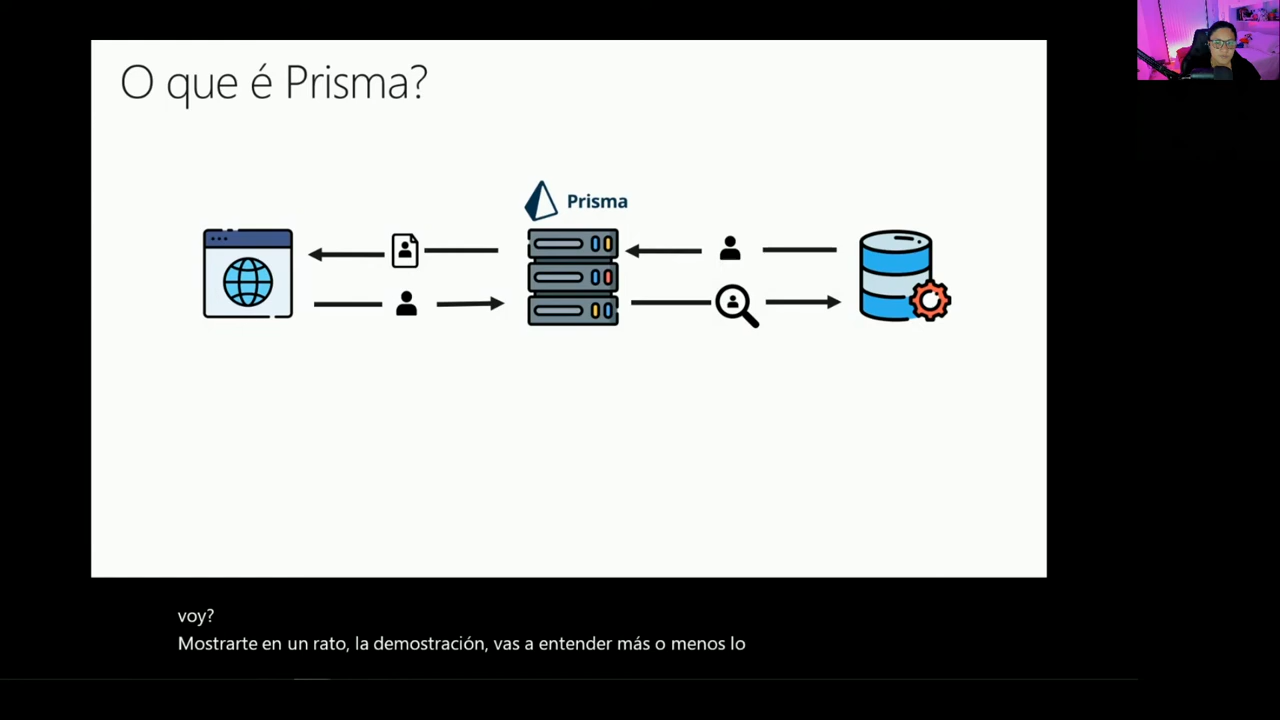 O que é Prisma?
Prisma
voy?
Mostrarte en un rato, la demostración, vas a entender más o menos lo